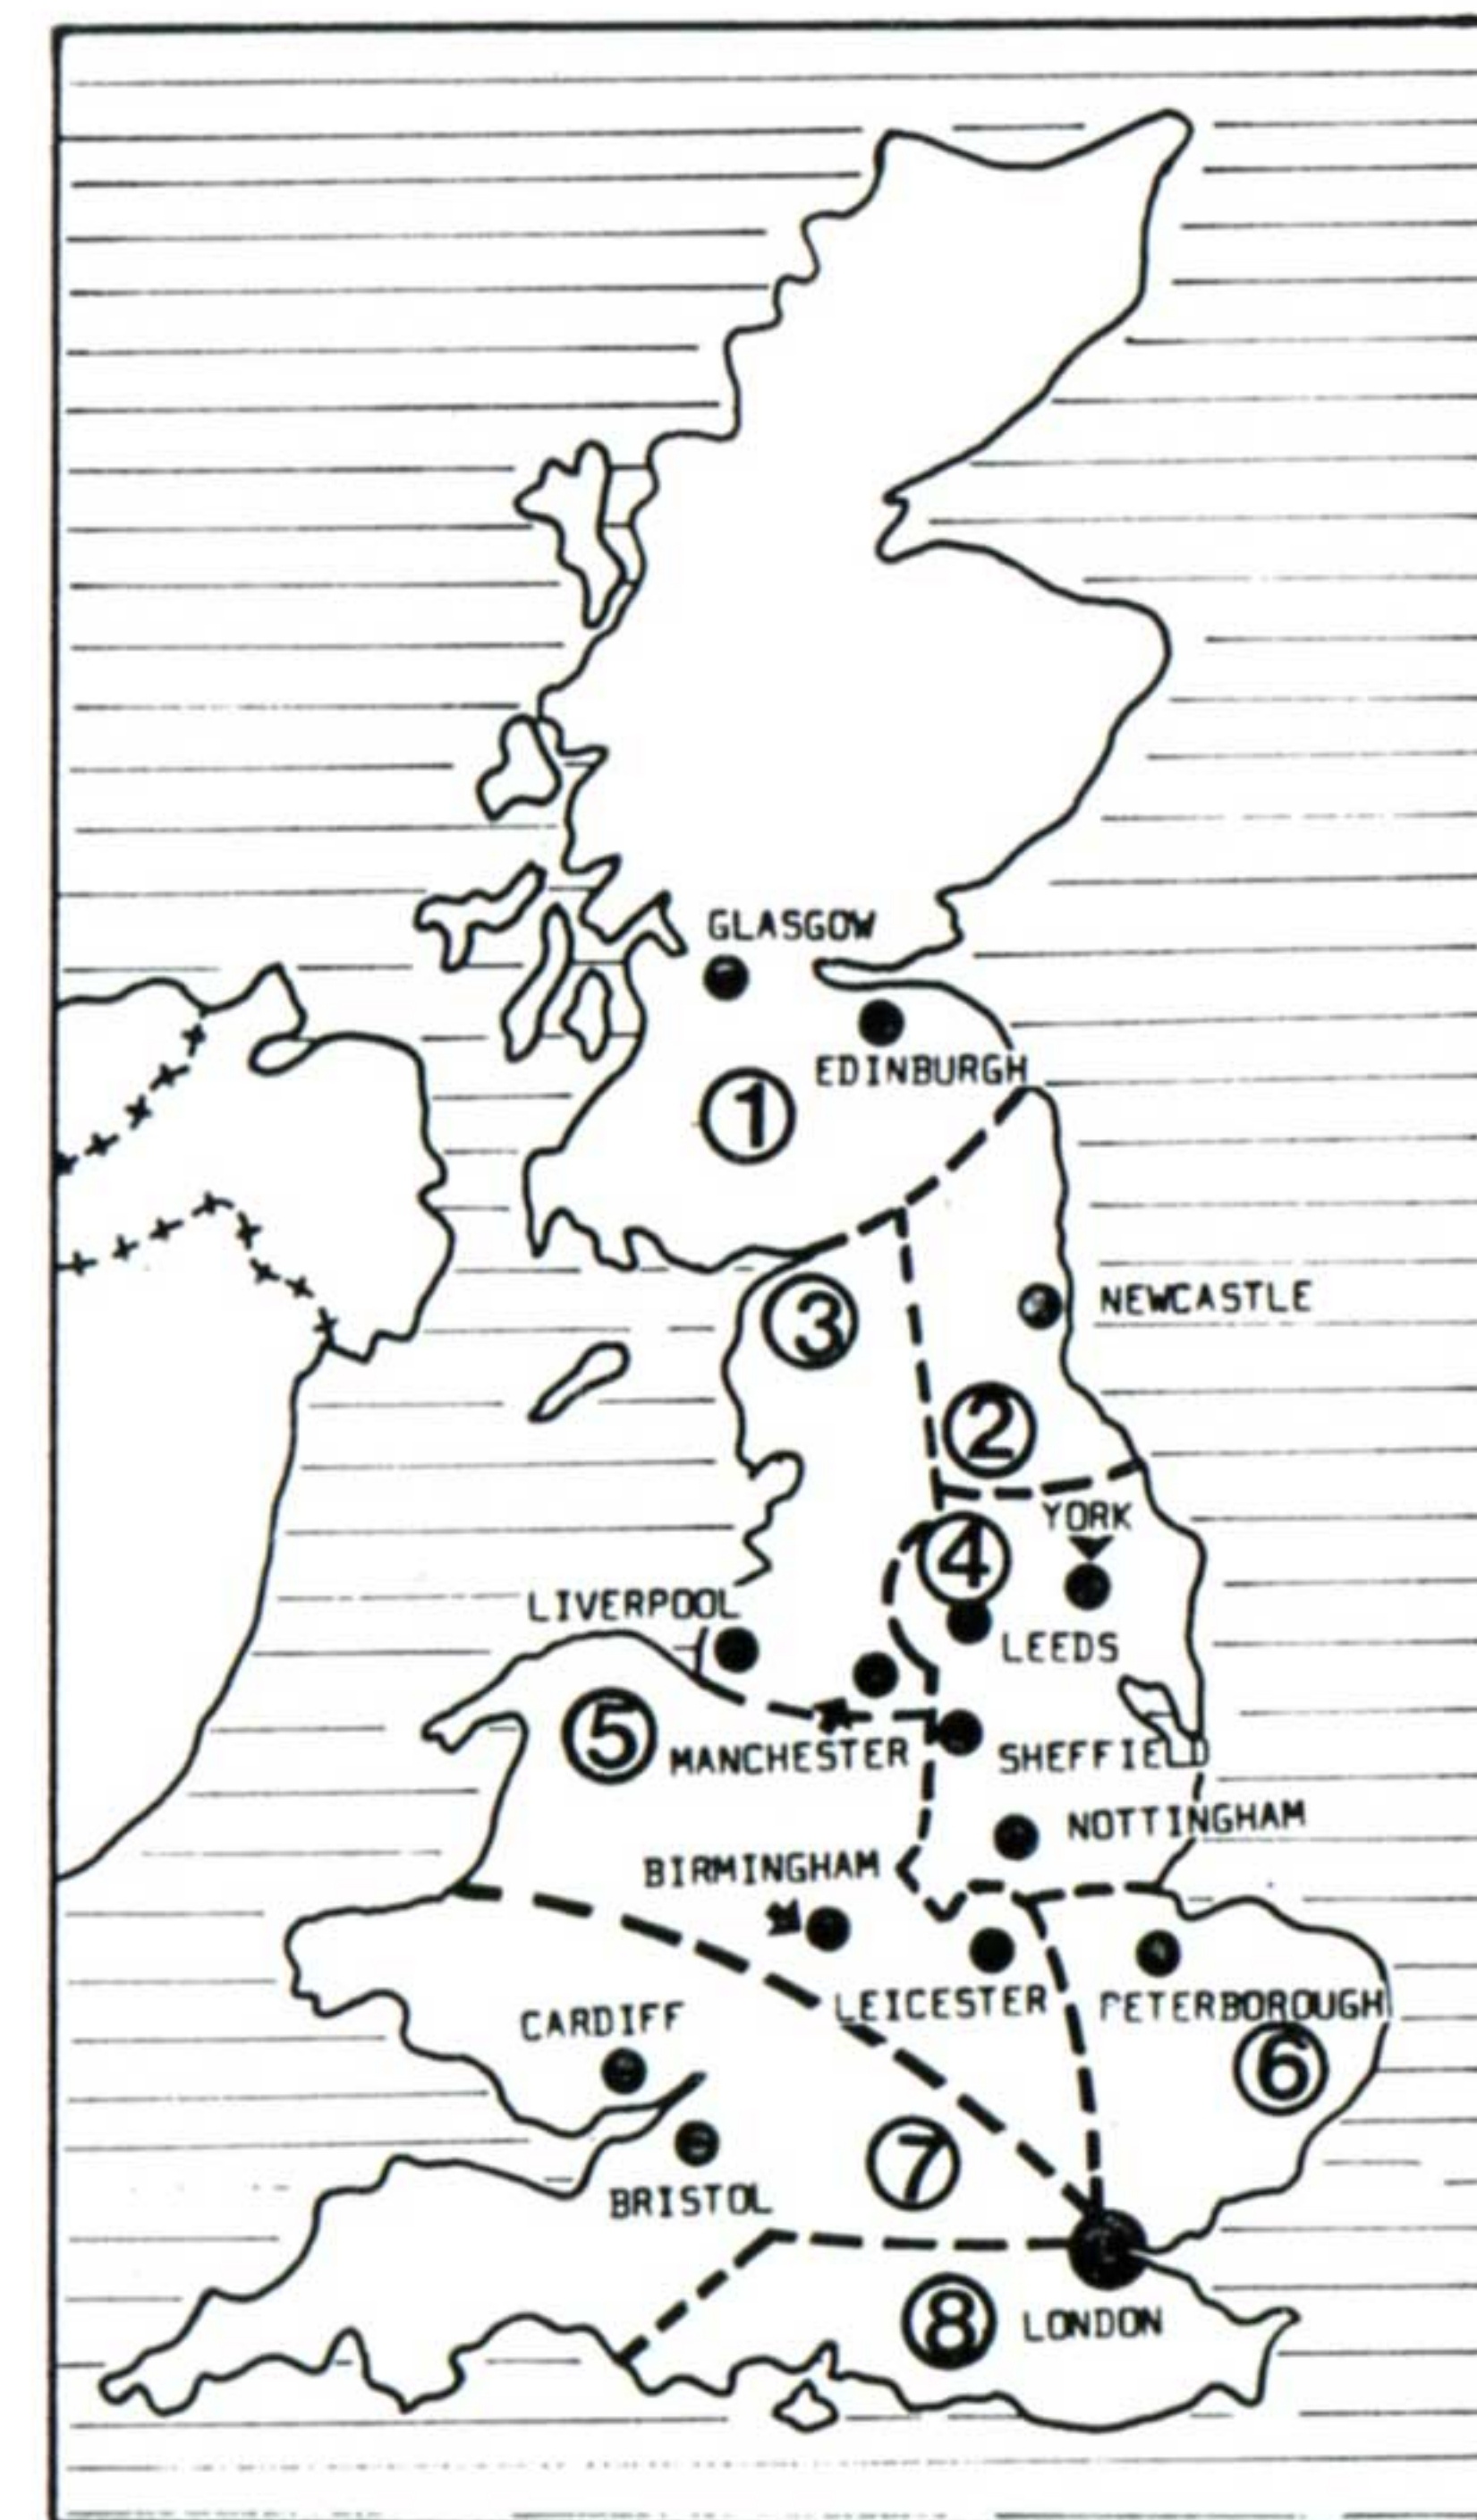 GLASGOW
EDINBURGH
1
3
NEWCASTLE
2
YORK
4
LIVERPOOL
LEEDS
5
MANCHESTER
SHEFFIELD
NOTTINGHAM
BIRMINGHAM
LEICESTER
PETERBOROUGH
CARDIFF
6
7
BRISTOL
8
LONDON